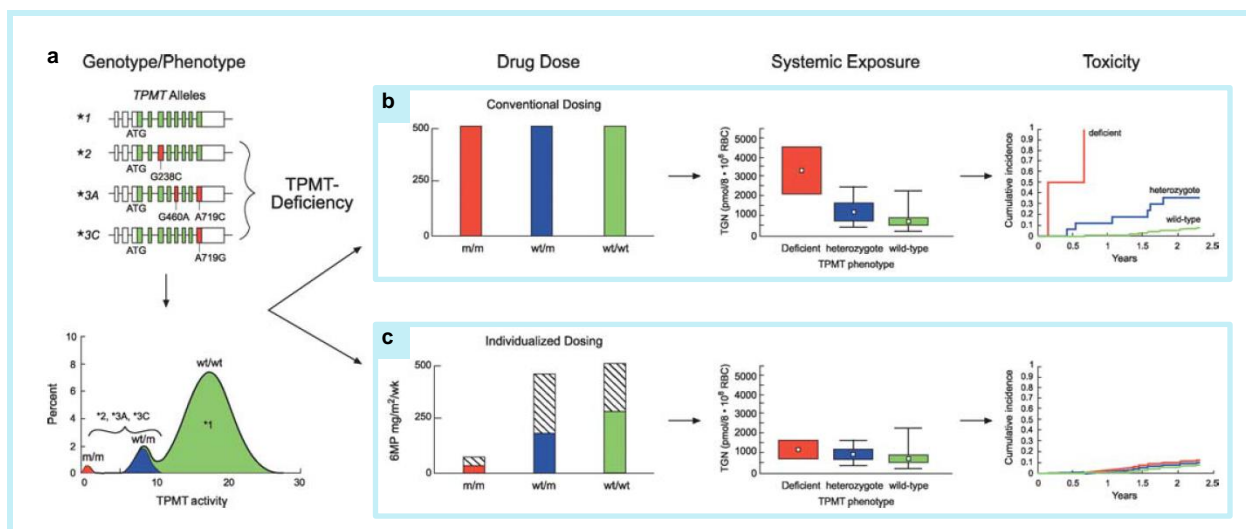 a
Genotype/Phenotype
TPMT Alleles
*1
ATG
*2
ATG
G238C
*3A
ATG
G460A A719C
*3C
ATG
A719G
TPMT-
Deficiency
10
8
6
4
2
0
Percent
*2, *3A, *3C
m/m
wt/m
wt/wt
*1
0 10 20 30
TPMT activity
Drug Dose
Systemic Exposure
Toxicity
b
Conventional Dosing
500
250
0
m/m wt/m wt/wt
TGN (pmol/8 • 10⁸ RBC)
5000
4000
3000
2000
1000
0
Deficient heterozygote wild-type
TPMT phenotype
Cumulative incidence
1
0.9
0.8
0.7
0.6
0.5
0.4
0.3
0.2
0.1
0
deficient
heterozygote
wild-type
0 0.5 1 1.5 2 2.5
Years
c
Individualized Dosing
6MP mg/m²/wk
500
250
0
m/m wt/m wt/wt
TGN (pmol/8 • 10⁸ RBC)
5000
4000
3000
2000
1000
0
Deficient heterozygote wild-type
TPMT phenotype
Cumulative incidence
1
0.9
0.8
0.7
0.6
0.5
0.4
0.3
0.2
0.1
0
0 0.5 1 1.5 2 2.5
Years